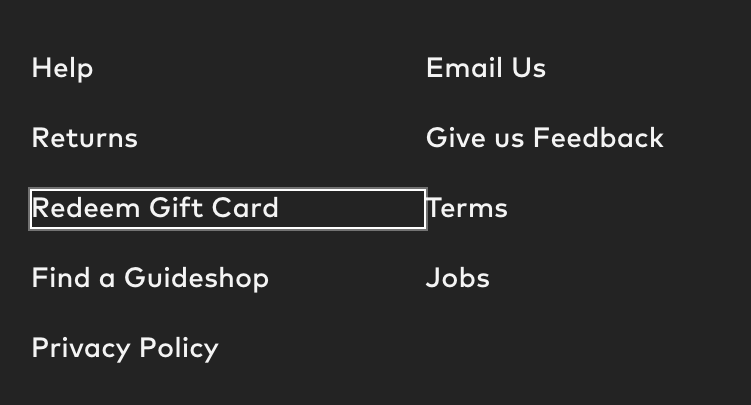 Help
Returns
Redeem Gift Card
Find a Guideshop
Privacy Policy
Email Us
Give us Feedback
Terms
Jobs